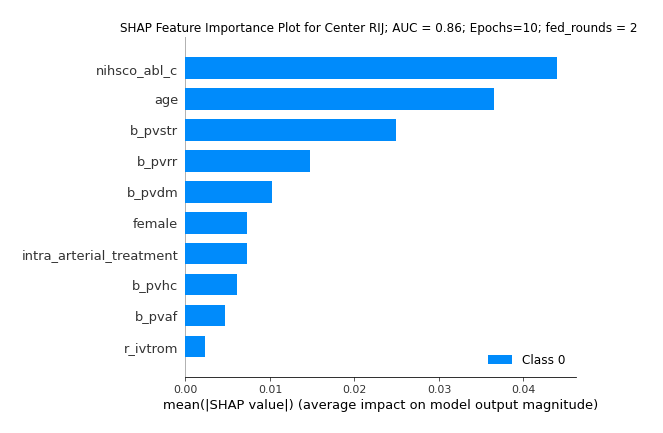 SHAP Feature Importance Plot for Center RIJ; AUC = 0.86; Epochs=10; fed_rounds = 2
nihsco_abl_c
age
b_pvstr
b_pvrr
b_pvdm
female
intra_arterial_treatment
b_pvhc
b_pvaf
r_ivtrom
Class 0
0.00 0.01 0.02 0.03 0.04
mean(|SHAP value|) (average impact on model output magnitude)